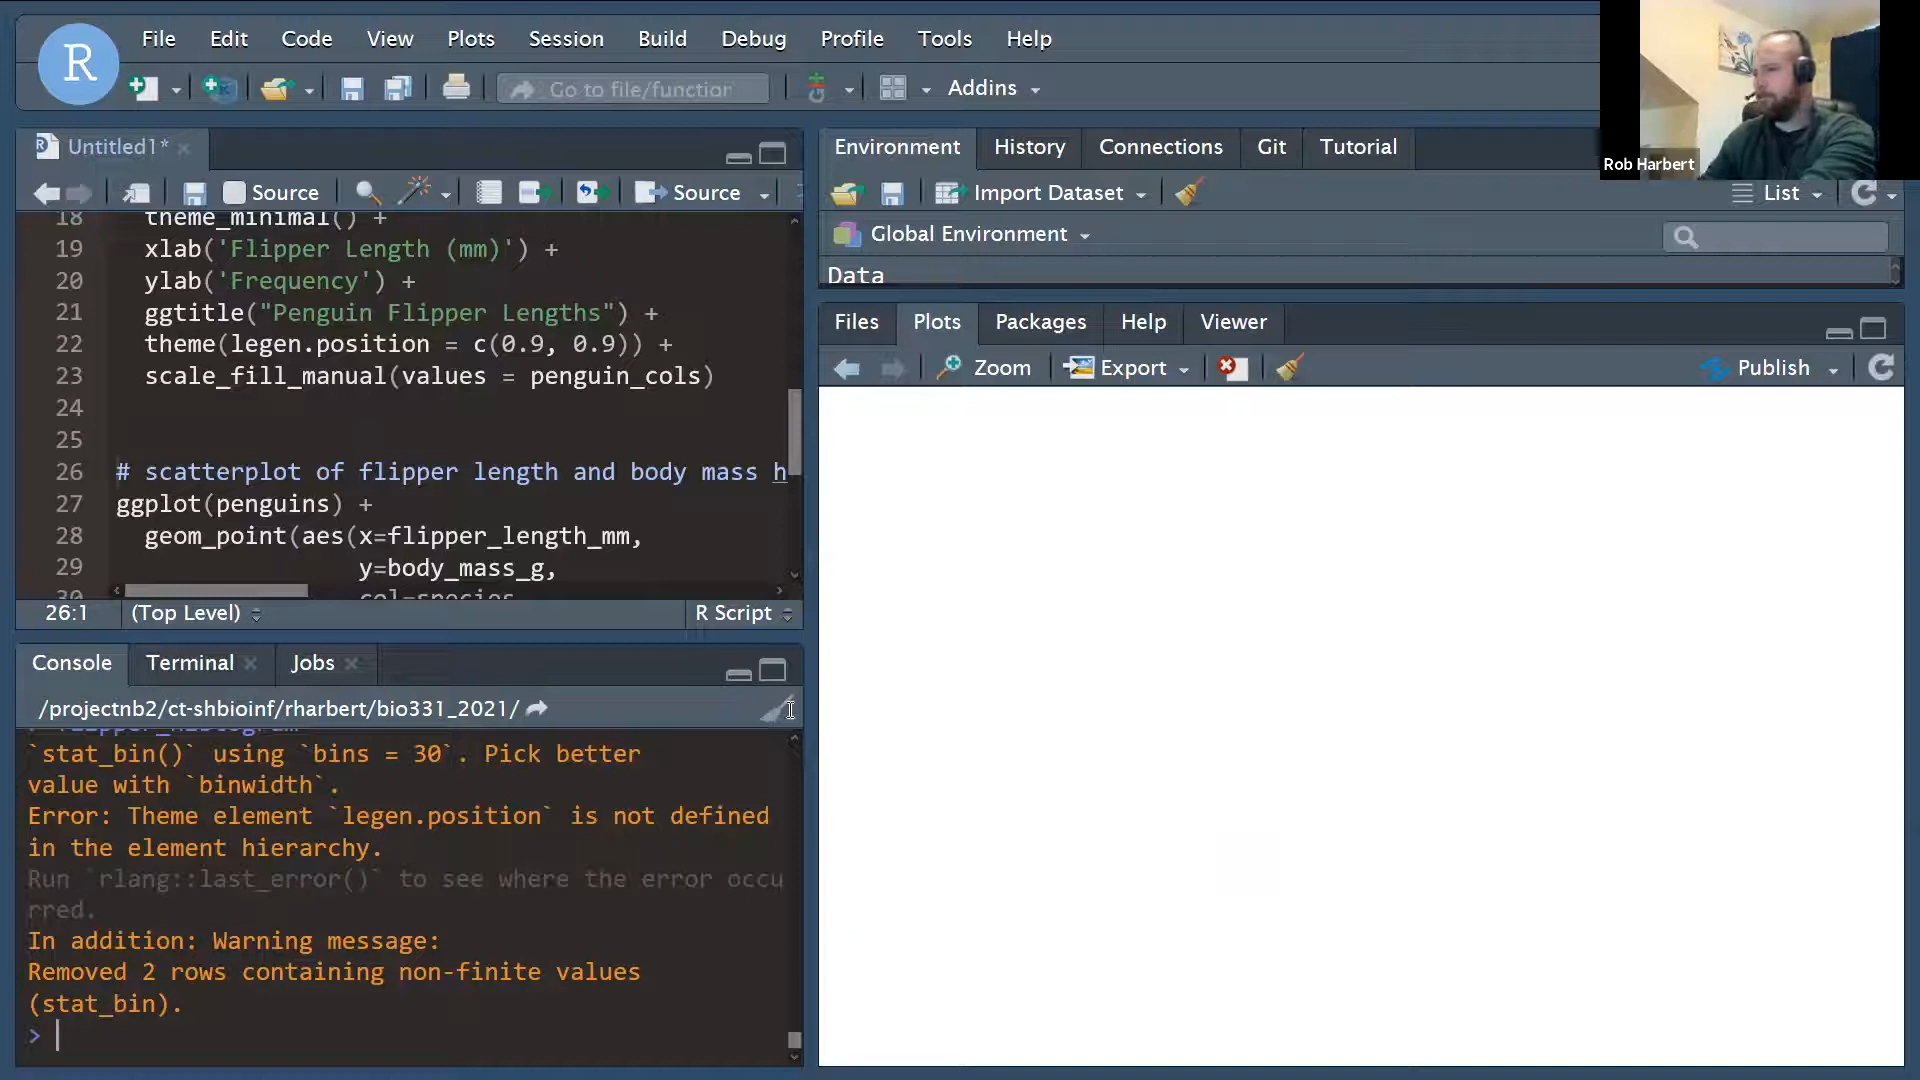 R File Edit Code View Plots Session Build Debug Profile Tools Help
Go to file/function Addins
Rob Harbert
Untitled1*
Source Source
18 theme_minimal() +
19 xlab('Flipper Length (mm)') +
20 ylab('Frequency') +
21 ggtitle("Penguin Flipper Lengths") +
22 theme(legen.position = c(0.9, 0.9)) +
23 scale_fill_manual(values = penguin_cols)
24
25
26 # scatterplot of flipper length and body mass h
27 ggplot(penguins) +
28 geom_point(aes(x=flipper_length_mm,
29 y=body_mass_g,
30 col=species
26:1 (Top Level) R Script
Console Terminal Jobs
/projectnb2/ct-shbioinf/rharbert/bio331_2021/
`stat_bin()` using `bins = 30`. Pick better
value with `binwidth`.
Error: Theme element `legen.position` is not defined
in the element hierarchy.
Run `rlang::last_error()` to see where the error occu
rred.
In addition: Warning message:
Removed 2 rows containing non-finite values
(stat_bin).
>
Environment History Connections Git Tutorial
Import Dataset List
Global Environment
Data
Files Plots Packages Help Viewer
Zoom Export Publish